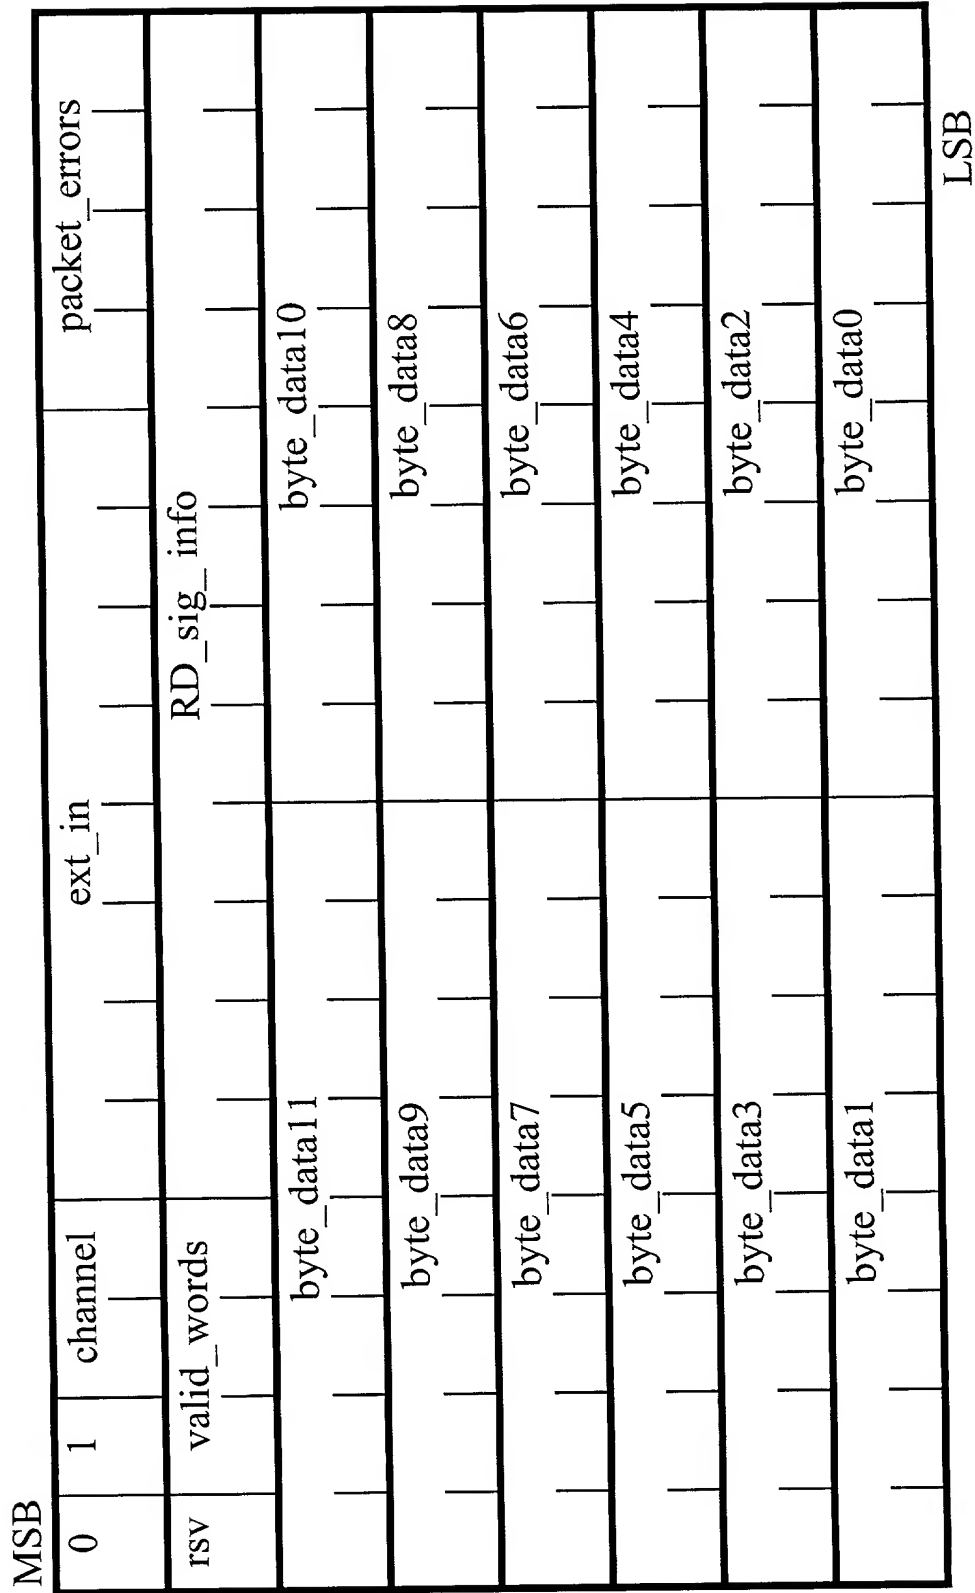 MSB
0 1 channel ext_in packet_errors
rsv valid_words RD_sig_info
byte_data11 byte_data10
byte_data9 byte_data8
byte_data7 byte_data6
byte_data5 byte_data4
byte_data3 byte_data2
byte_data1 byte_data0
LSB